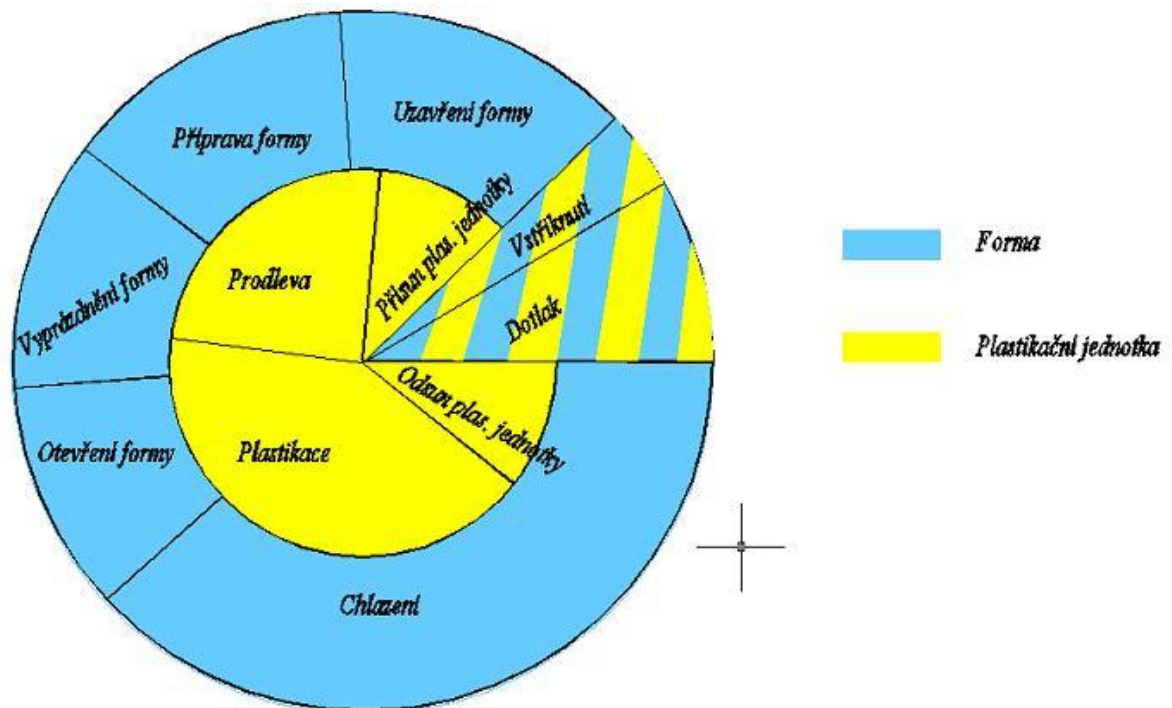 Uzavření formy
Příprava formy
Přísun plas. jednotky
Vstřiknutí
Forma
Prodleva
Vyprázdnění formy
Dotlak
Plastikační jednotka
Odsun plas. jednotky
Otevření formy
Plastikace
Chlazení